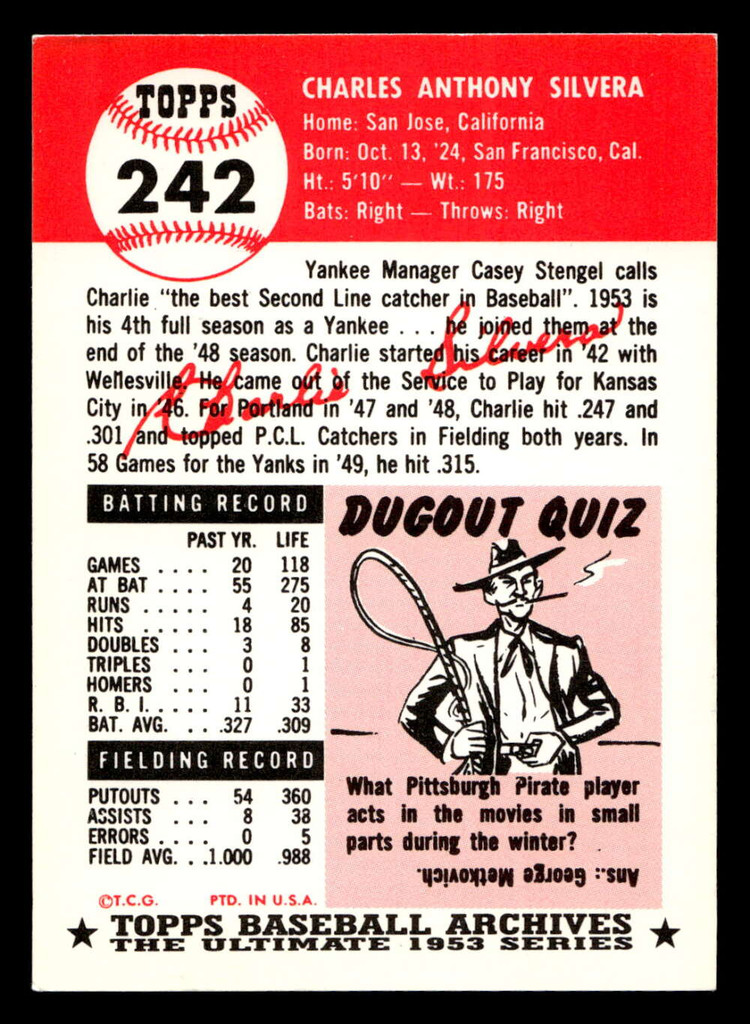 TOPPS
242
CHARLES ANTHONY SILVERA
Home: San Jose, California
Born: Oct. 13, '24, San Francisco, Cal.
Ht.: 5'10" — Wt.: 175
Bats: Right — Throws: Right
Yankee Manager Casey Stengel calls
Charlie "the best Second Line catcher in Baseball". 1953 is
his 4th full season as a Yankee . . . he joined them at the
end of the '48 season. Charlie started his career in '42 with
Wellesville. He came out of the Service to Play for Kansas
City in '46. For Portland in '47 and '48, Charlie hit .247 and
.301 and topped P.C.L. Catchers in Fielding both years. In
58 Games for the Yanks in '49, he hit .315.
Charlie Silvera
BATTING RECORD
PAST YR. LIFE
GAMES . . . . 20 118
AT BAT . . . . 55 275
RUNS . . . . . 4 20
HITS . . . . . 18 85
DOUBLES . . . 3 8
TRIPLES . . . 0 1
HOMERS . . . 0 1
R. B. I. . . . . 11 33
BAT. AVG. . . .327 .309
FIELDING RECORD
PUTOUTS . . . 54 360
ASSISTS . . . 8 38
ERRORS . . . . 0 5
FIELD AVG. . .1.000 .988
DUGOUT QUIZ
What Pittsburgh Pirate player
acts in the movies in small
parts during the winter?
Ans.: George Metkovich.
©T.C.G. PTD. IN U.S.A.
★ TOPPS BASEBALL ARCHIVES ★
THE ULTIMATE 1953 SERIES